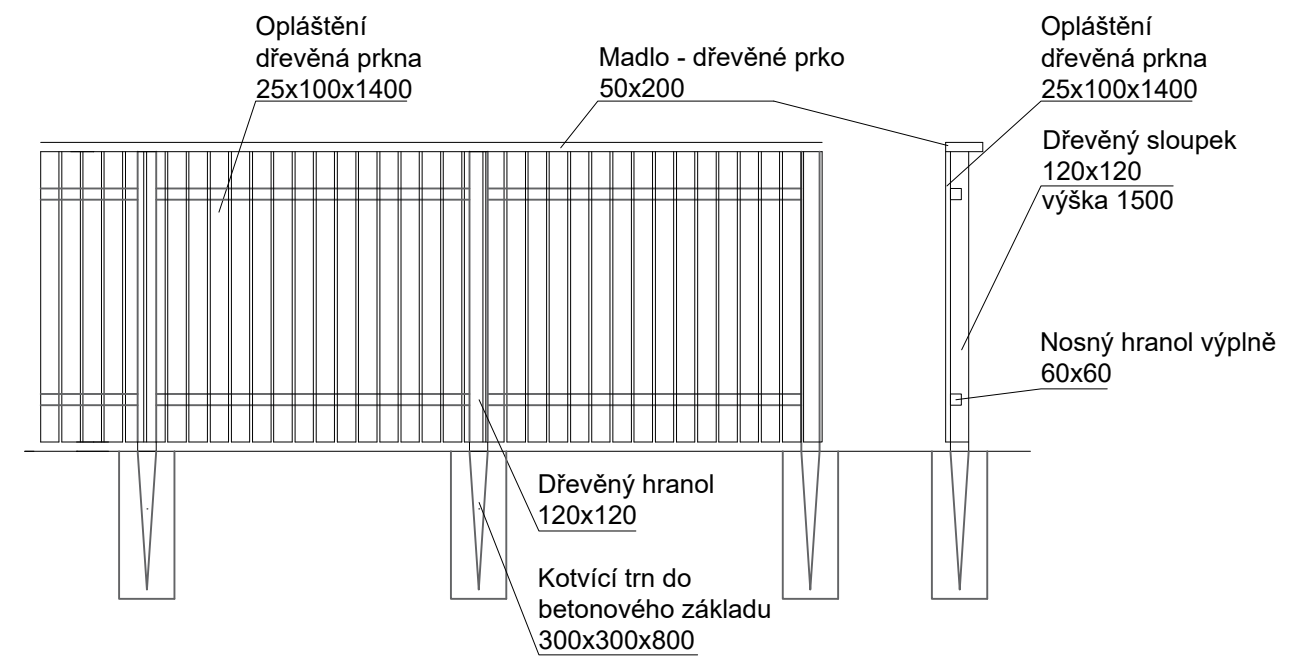 Opláštění
dřevěná prkna
25x100x1400
Madlo - dřevěné prko
50x200
Opláštění
dřevěná prkna
25x100x1400
Dřevěný sloupek
120x120
výška 1500
Nosný hranol výplně
60x60
Dřevěný hranol
120x120
Kotvící trn do
betonového základu
300x300x800